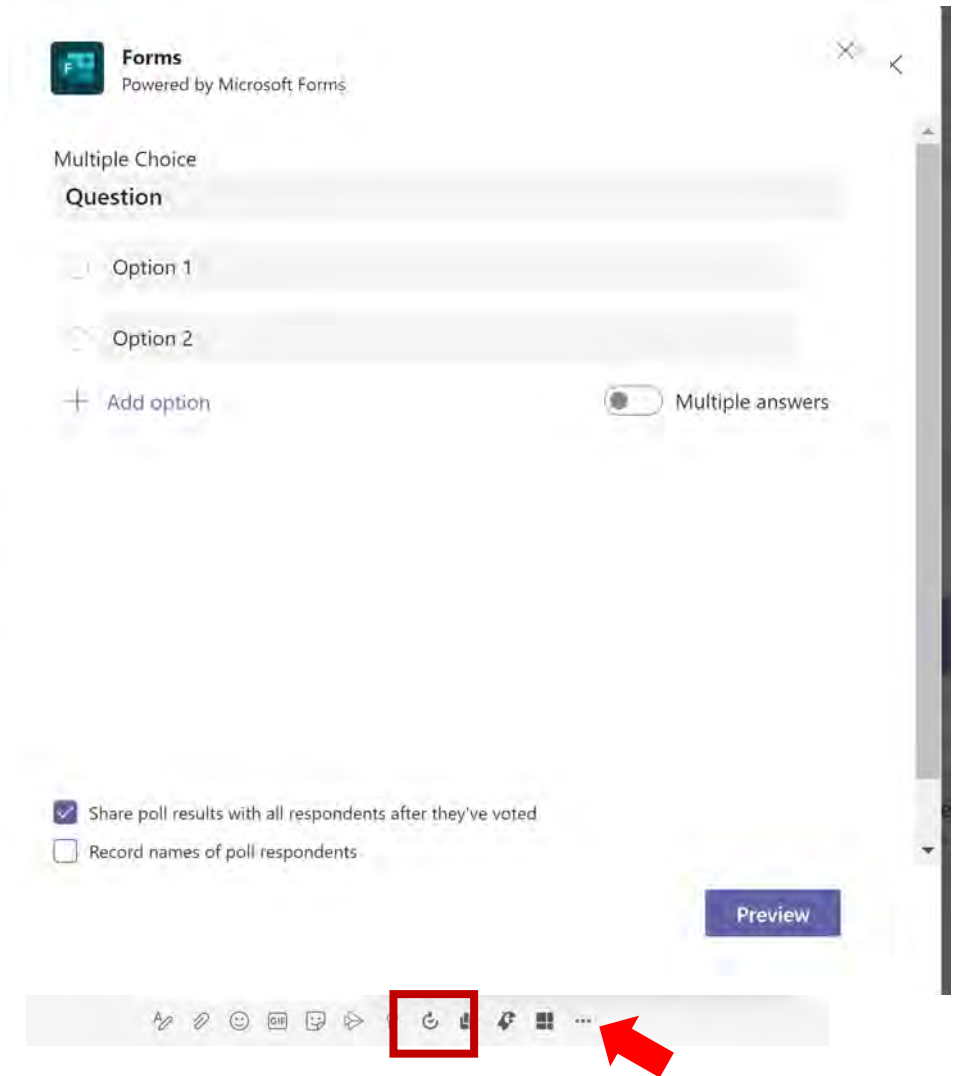 Forms
Powered by Microsoft Forms
Multiple Choice
Question
Option 1
Option 2
+ Add option
Multiple answers
Share poll results with all respondents after they've voted
Record names of poll respondents
Preview
GIF